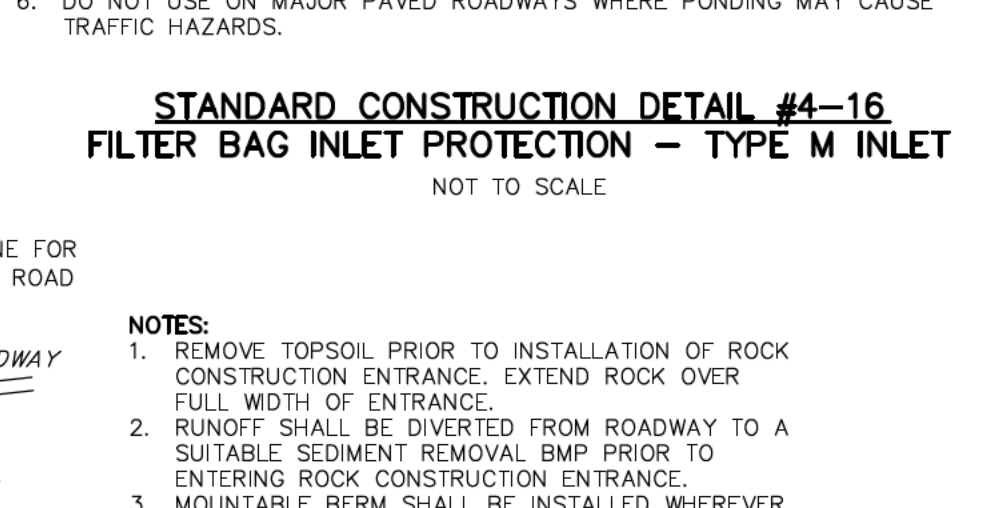 6. DO NOT USE ON MAJOR PAVED ROADWAYS WHERE PONDING MAY CAUSE
TRAFFIC HAZARDS.
STANDARD CONSTRUCTION DETAIL #4-16
FILTER BAG INLET PROTECTION - TYPE M INLET
NOT TO SCALE
FOR
ROAD
NOTES:
1. REMOVE TOPSOIL PRIOR TO INSTALLATION OF ROCK
CONSTRUCTION ENTRANCE. EXTEND ROCK OVER
FULL WIDTH OF ENTRANCE.
2. RUNOFF SHALL BE DIVERTED FROM ROADWAY TO A
SUITABLE SEDIMENT REMOVAL BMP PRIOR TO
ENTERING ROCK CONSTRUCTION ENTRANCE.
3. MOUNTABLE BERM SHALL BE INSTALLED WHEREVER